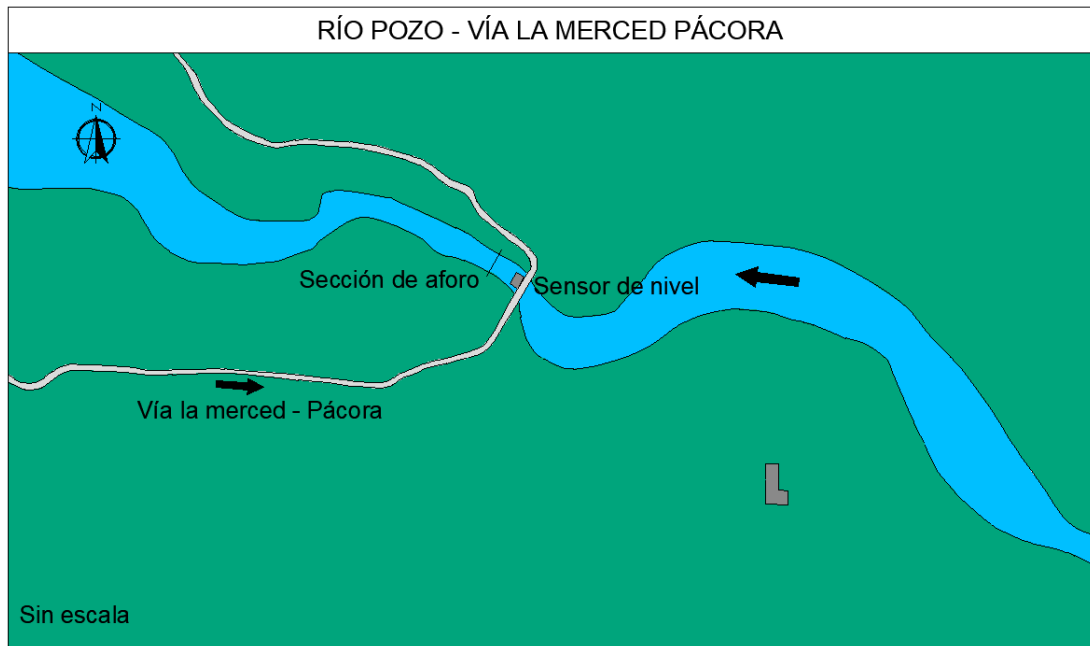 RÍO POZO - VÍA LA MERCED PÁCORA
N
Sección de aforo
Sensor de nivel
Vía la merced - Pácora
Sin escala